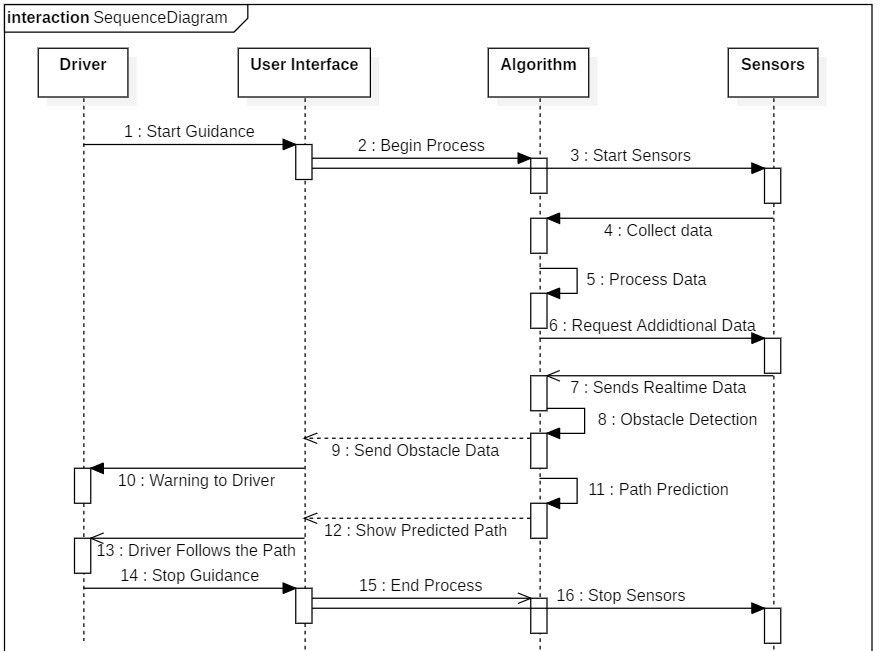 interaction SequenceDiagram
Driver
User Interface
Algorithm
Sensors
1 : Start Guidance
2 : Begin Process
3 : Start Sensors
4 : Collect data
5 : Process Data
6 : Request Addidtional Data
7 : Sends Realtime Data
8 : Obstacle Detection
9 : Send Obstacle Data
10 : Warning to Driver
11 : Path Prediction
12 : Show Predicted Path
13 : Driver Follows the Path
14 : Stop Guidance
15 : End Process
16 : Stop Sensors